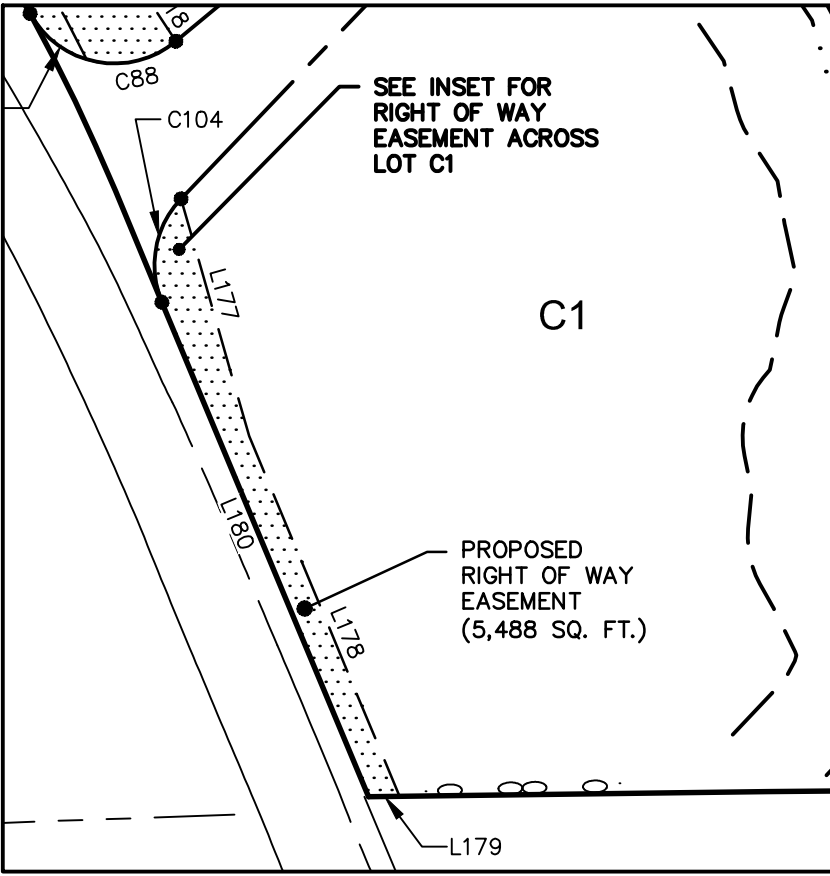 C88
C104
SEE INSET FOR
RIGHT OF WAY
EASEMENT ACROSS
LOT C1
L177
C1
L180
PROPOSED
RIGHT OF WAY
EASEMENT
(5,488 SQ. FT.)
L178
L179